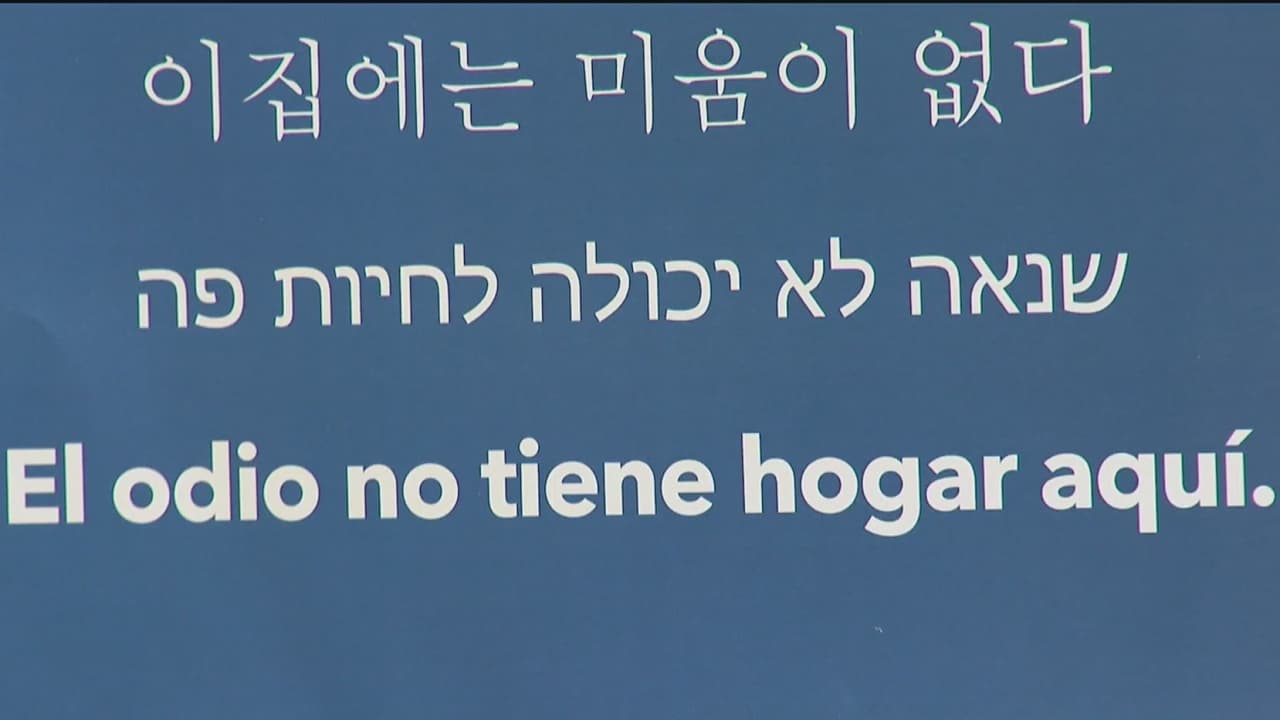 이집에는 미움이 없다
שנאה לא יכולה לחיות פה
El odio no tiene hogar aquí.